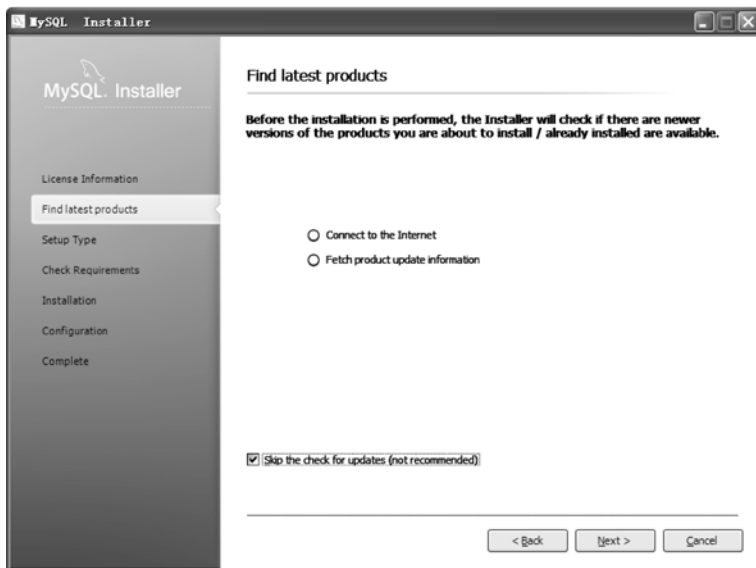 MySQL Installer
MySQL. Installer
License Information
Find latest products
Setup Type
Check Requirements
Installation
Configuration
Complete
Find latest products
Before the installation is performed, the Installer will check if there are newer
versions of the products you are about to install / already installed are available.
Connect to the Internet
Fetch product update information
Skip the check for updates (not recommended)
< Back
Next >
Cancel